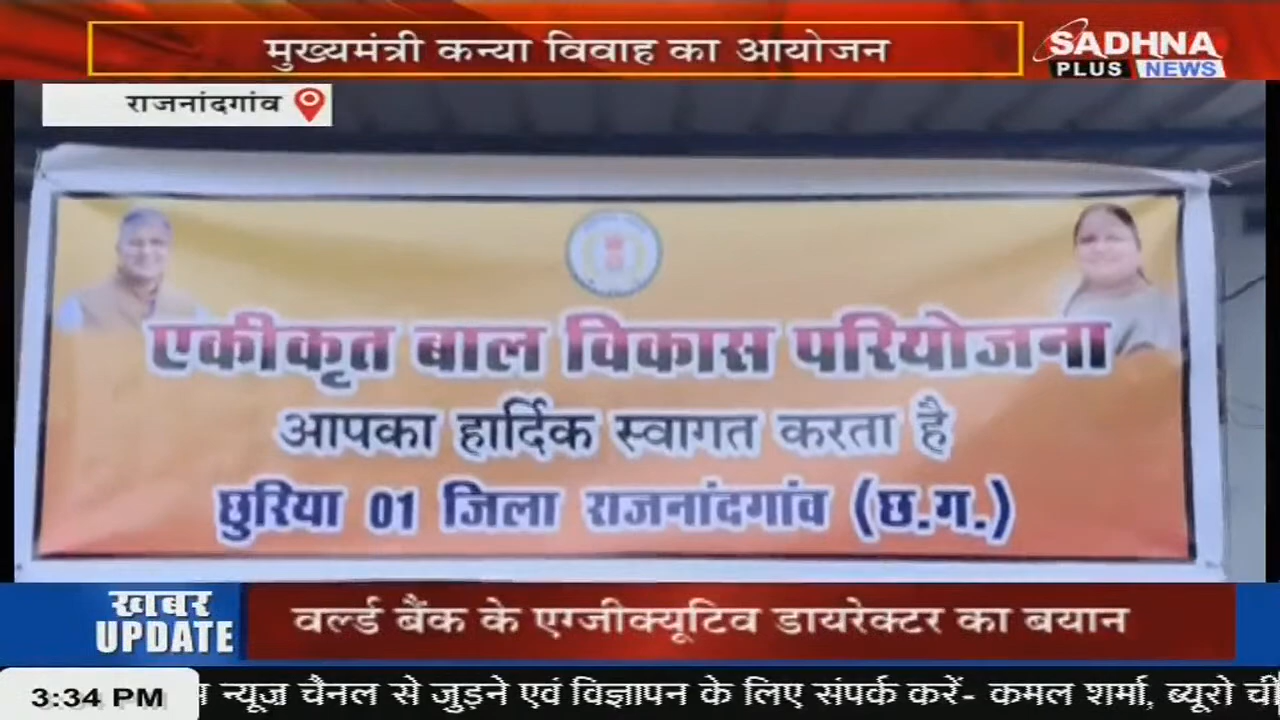 मुख्यमंत्री कन्या विवाह का आयोजन
SADHNA
PLUS NEWS
राजनांदगांव
एकीकृत बाल विकास परियोजना
आपका हार्दिक स्वागत करता है
छुरिया 01 जिला राजनांदगांव (छ.ग.)
खबर
UPDATE
वर्ल्ड बैंक के एग्जीक्यूटिव डायरेक्टर का बयान
3:34 PM
न्यूज़ चैनल से जुड़ने एवं विज्ञापन के लिए संपर्क करें- कमल शर्मा, ब्यूरो